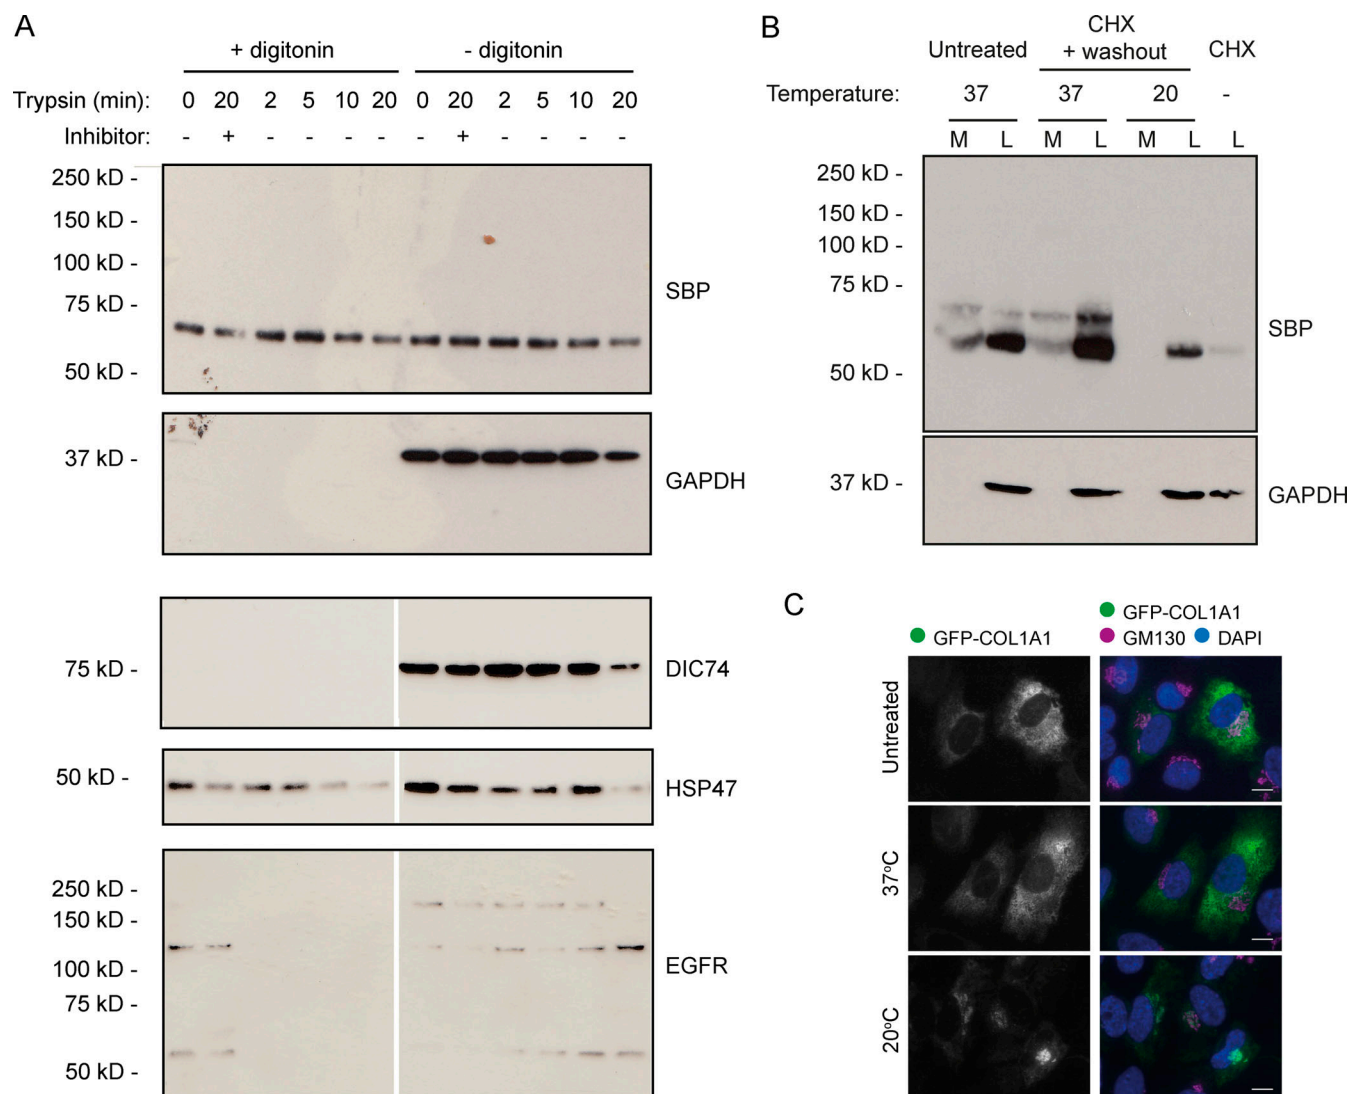 A
+ digitonin - digitonin
Trypsin (min): 0 20 2 5 10 20 0 20 2 5 10 20
Inhibitor: - + - - - - - + - - - -
250 kD -
150 kD -
100 kD -
75 kD -
50 kD -
SBP
37 kD -
GAPDH
75 kD -
DIC74
50 kD -
HSP47
250 kD -
150 kD -
100 kD -
75 kD -
50 kD -
EGFR
B
CHX
Untreated + washout CHX
Temperature: 37 37 20 -
M L M L M L L
250 kD -
150 kD -
100 kD -
75 kD -
50 kD -
SBP
37 kD -
GAPDH
C
GFP-COL1A1
GFP-COL1A1
GM130 DAPI
Untreated
37°C
20°C